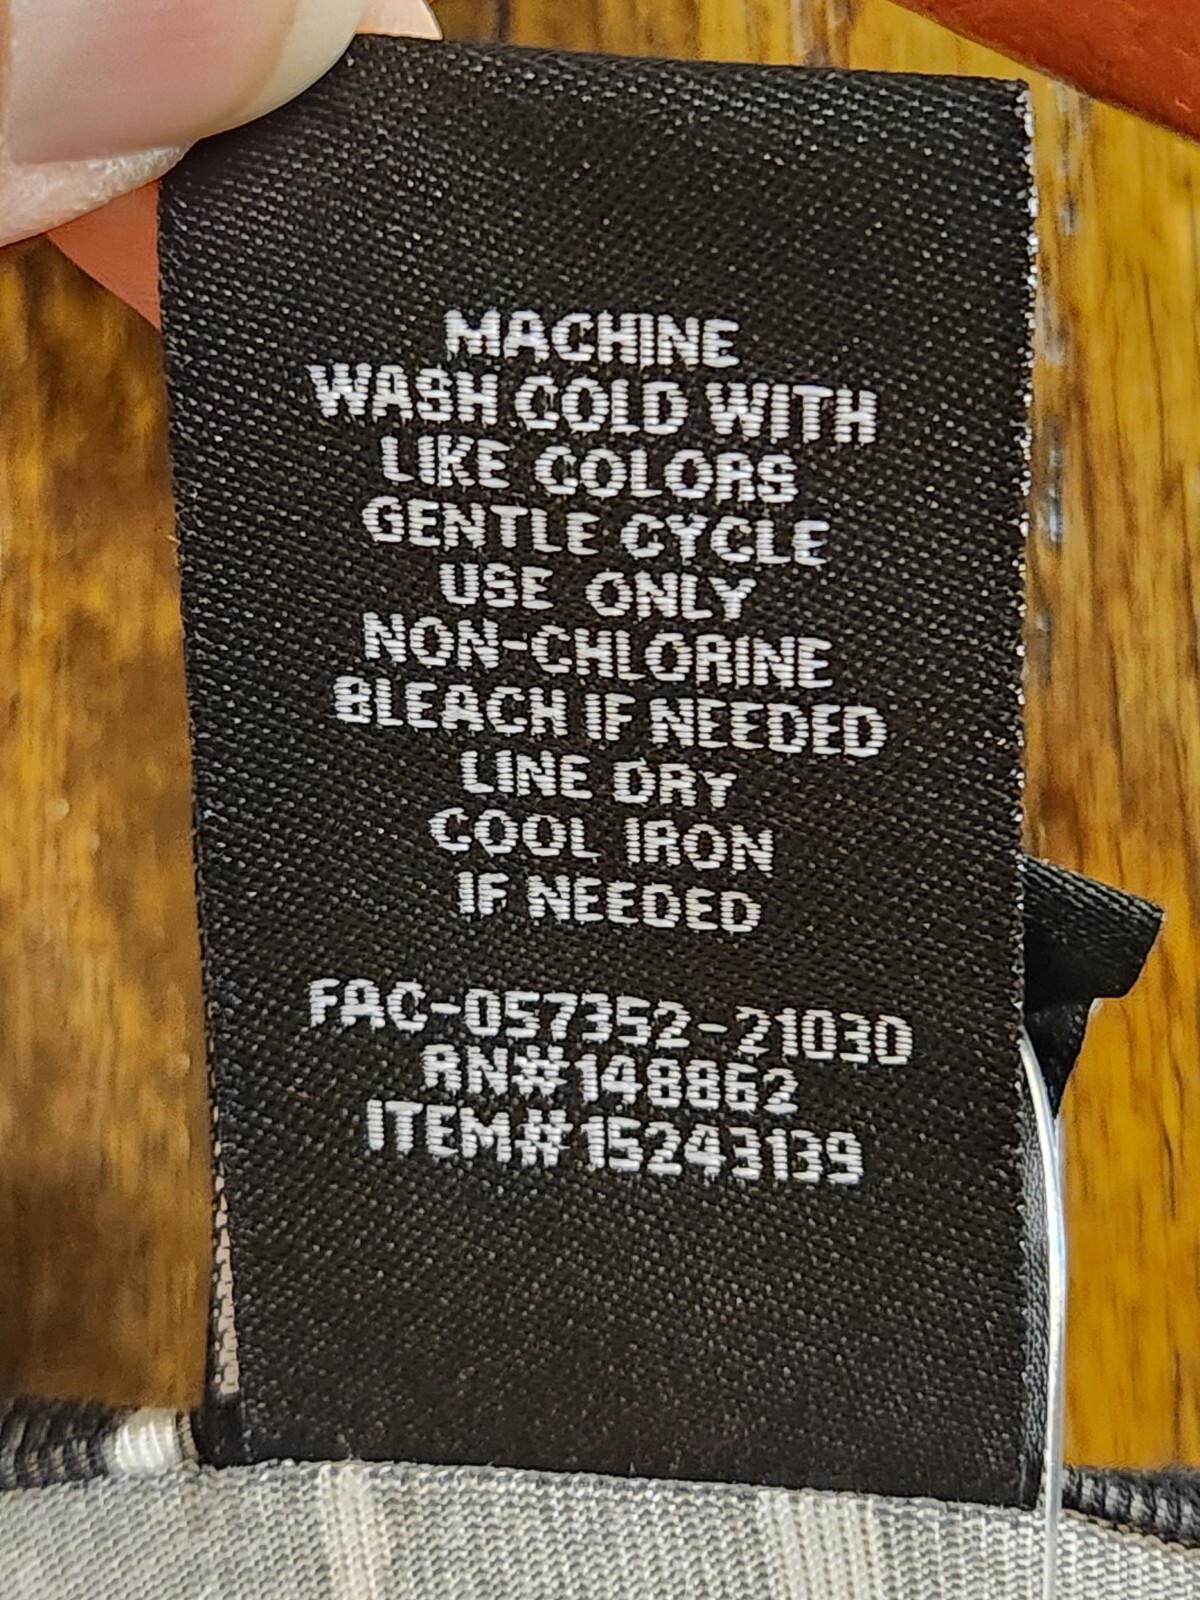 MACHINE
WASH COLD WITH
LIKE COLORS
GENTLE CYCLE
USE ONLY
NON-CHLORINE
BLEACH IF NEEDED
LINE DRY
COOL IRON
IF NEEDED
FAC-057352-2103D
RN#148862
ITEM#15243139